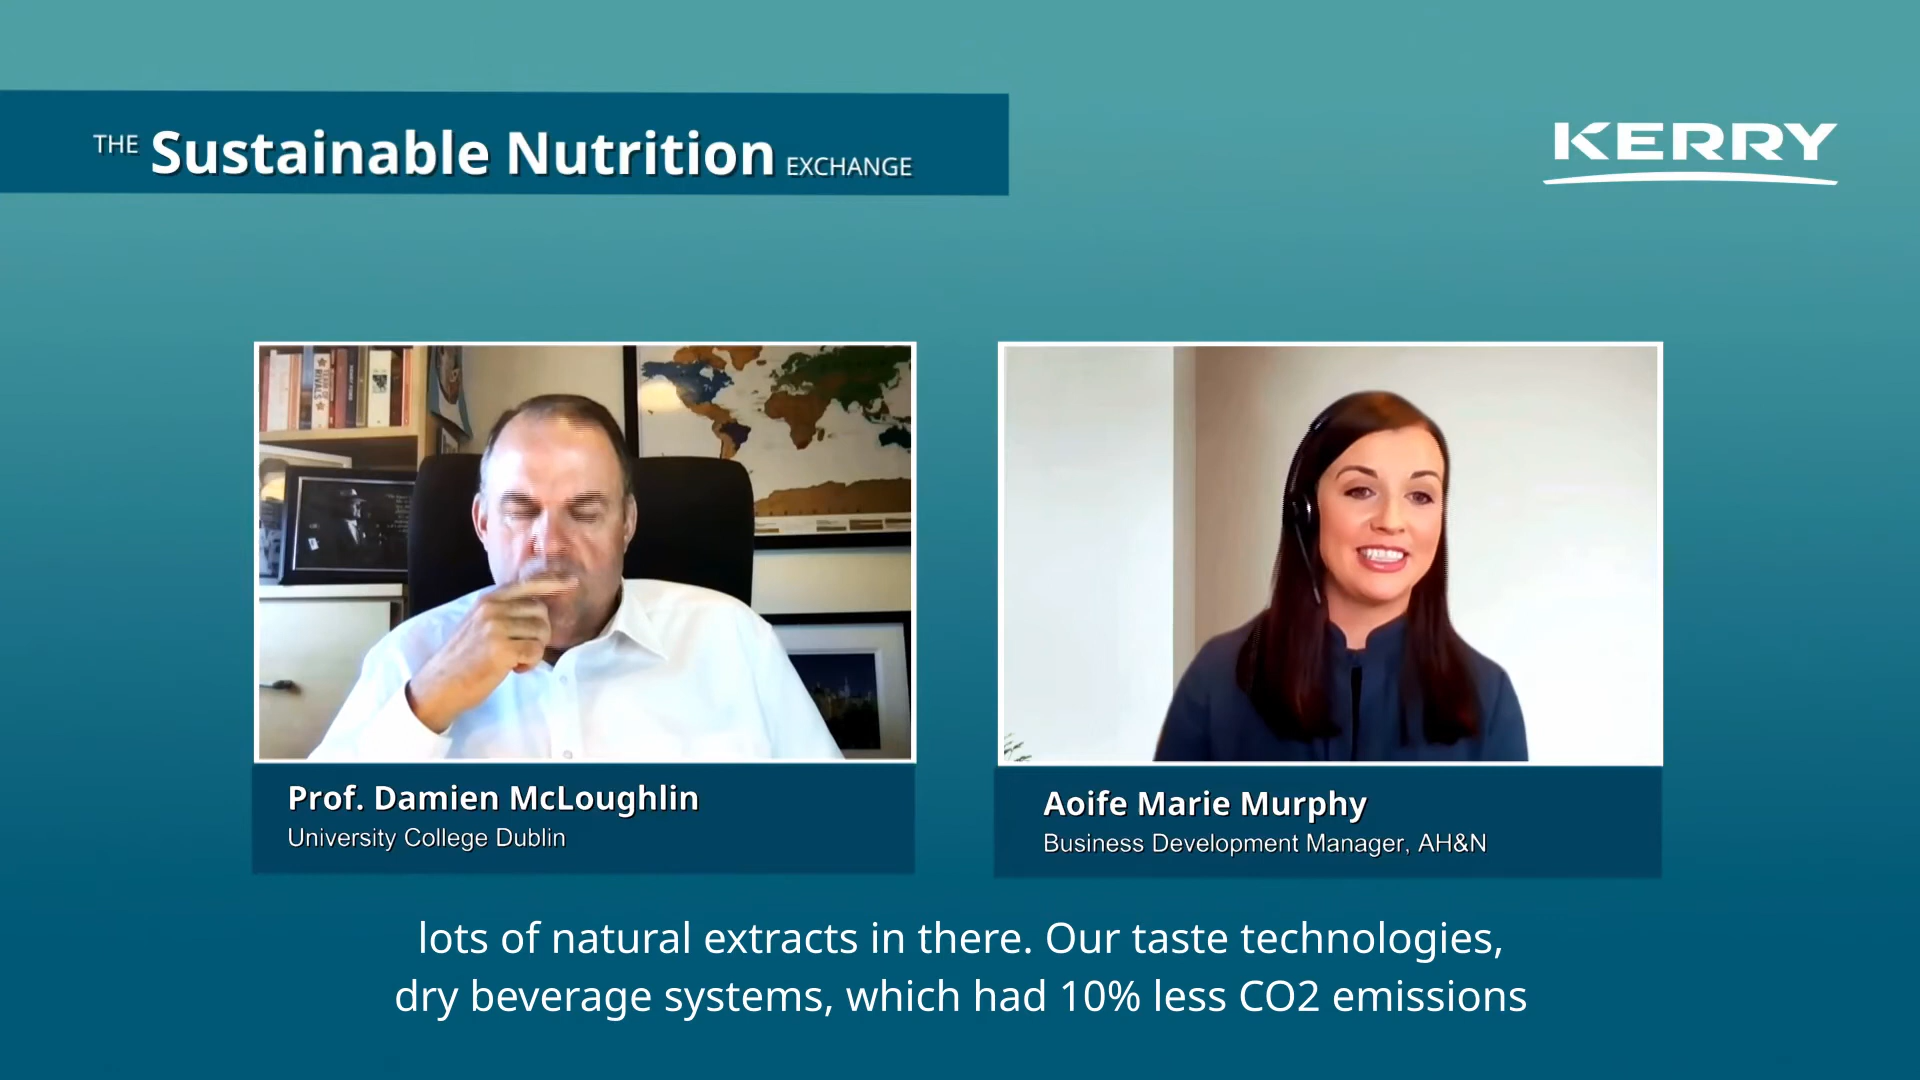 THE Sustainable Nutrition EXCHANGE
KERRY
Prof. Damien McLoughlin
University College Dublin
Aoife Marie Murphy
Business Development Manager, AH&N
lots of natural extracts in there. Our taste technologies,
dry beverage systems, which had 10% less CO2 emissions